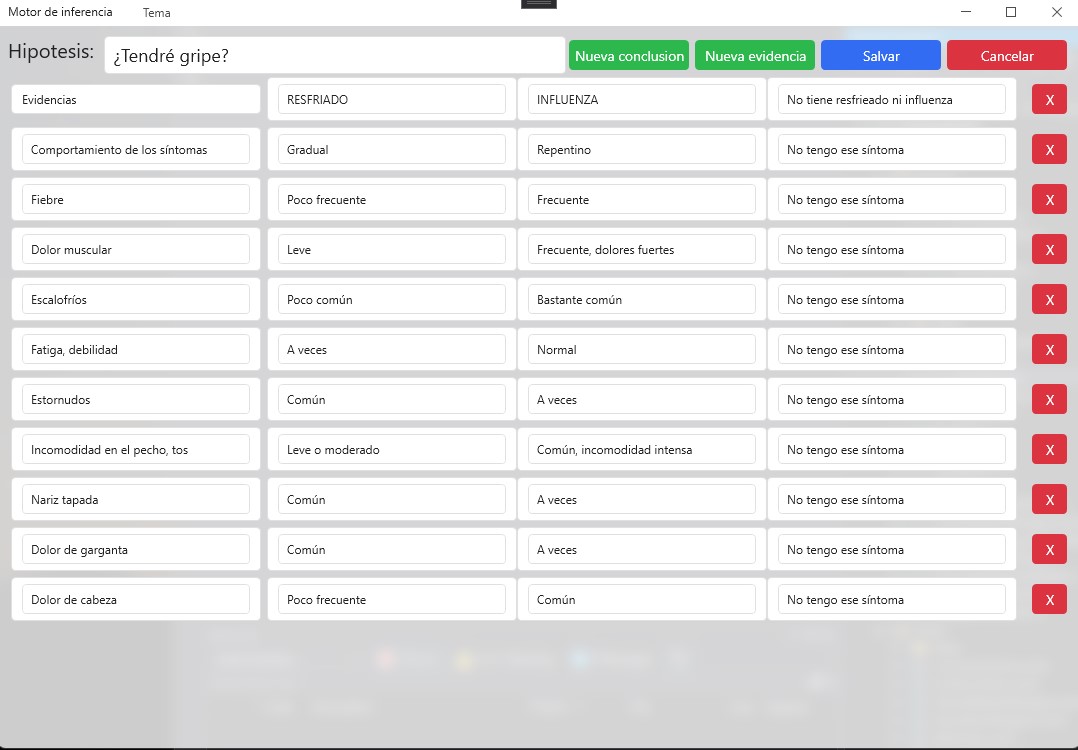 Motor de inferencia Tema
Hipotesis: ¿Tendré gripe? Nueva conclusion Nueva evidencia Salvar Cancelar
Evidencias RESFRIADO INFLUENZA No tiene resfrieado ni influenza X
Comportamiento de los síntomas Gradual Repentino No tengo ese síntoma X
Fiebre Poco frecuente Frecuente No tengo ese síntoma X
Dolor muscular Leve Frecuente, dolores fuertes No tengo ese síntoma X
Escalofríos Poco común Bastante común No tengo ese síntoma X
Fatiga, debilidad A veces Normal No tengo ese síntoma X
Estornudos Común A veces No tengo ese síntoma X
Incomodidad en el pecho, tos Leve o moderado Común, incomodidad intensa No tengo ese síntoma X
Nariz tapada Común A veces No tengo ese síntoma X
Dolor de garganta Común A veces No tengo ese síntoma X
Dolor de cabeza Poco frecuente Común No tengo ese síntoma X